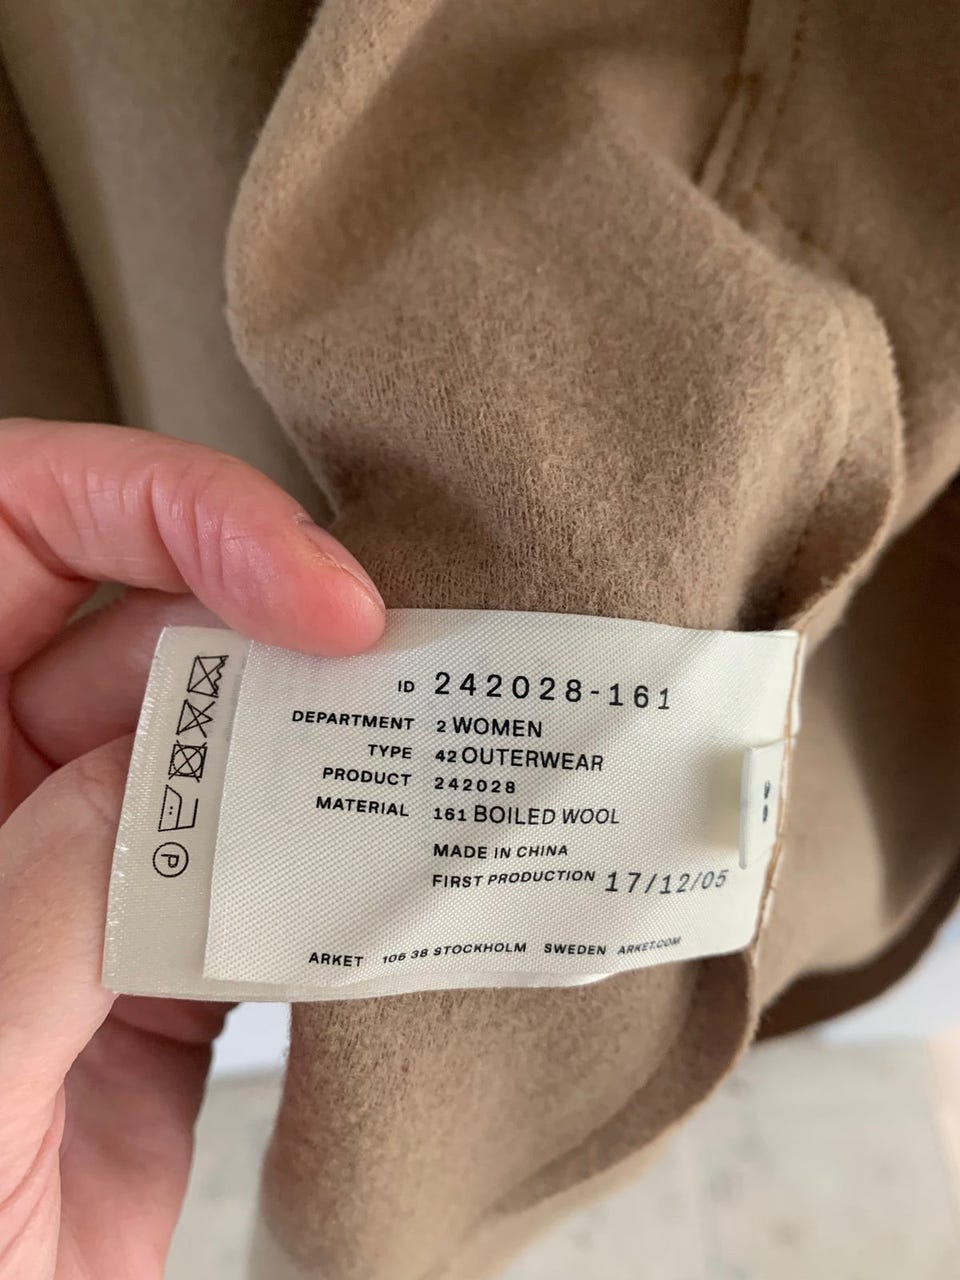 ID 242028-161
DEPARTMENT 2 WOMEN
TYPE 42 OUTERWEAR
PRODUCT 242028
MATERIAL 161 BOILED WOOL
MADE IN CHINA
FIRST PRODUCTION 17/12/05
ARKET 106 38 STOCKHOLM SWEDEN ARKET.COM
P